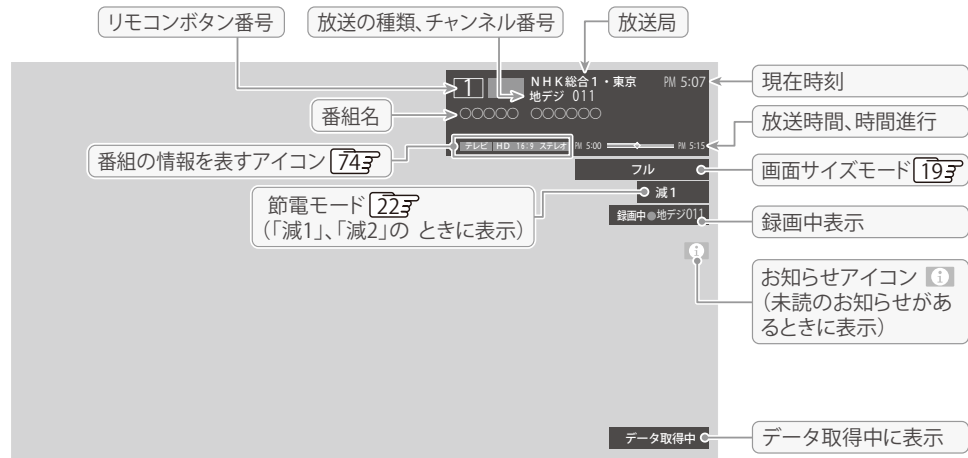 リモコンボタン番号
放送の種類、チャンネル番号
放送局
1
NHK総合1・東京
PM 5:07
現在時刻
地デジ 011
番組名
○○○○○ ○○○○○○
放送時間、時間進行
番組の情報を表すアイコン 74
テレビ HD 16:9 ステレオ PM 5:00 PM 5:15
フル
画面サイズモード 19
節電モード 22
(「減1」、「減2」の ときに表示)
減1
録画中●地デジ011
録画中表示
お知らせアイコン
(未読のお知らせがあ
るときに表示)
データ取得中
データ取得中に表示